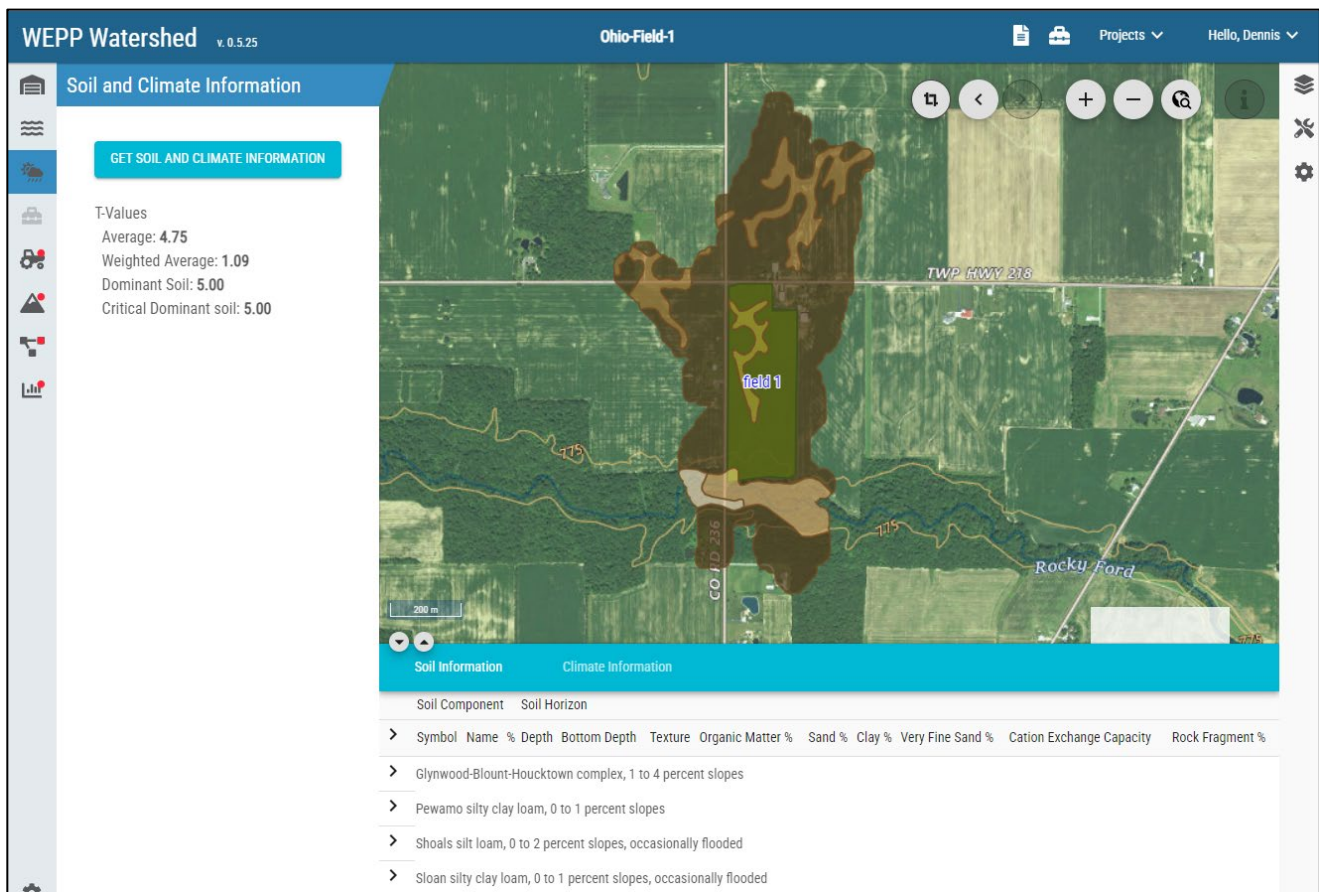 WEPP Watershed v. 0.5.25
Ohio-Field-1
Projects
Hello, Dennis
Soil and Climate Information
GET SOIL AND CLIMATE INFORMATION
T-Values
Average: 4.75
Weighted Average: 1.09
Dominant Soil: 5.00
Critical Dominant soil: 5.00
TWP HWY 218
field 1
775
775
CO RD 236
Rocky Ford
200 m
775
Soil Information Climate Information
Soil Component Soil Horizon
Symbol Name % Depth Bottom Depth Texture Organic Matter % Sand % Clay % Very Fine Sand % Cation Exchange Capacity Rock Fragment %
Glynwood-Blount-Houcktown complex, 1 to 4 percent slopes
Pewamo silty clay loam, 0 to 1 percent slopes
Shoals silt loam, 0 to 2 percent slopes, occasionally flooded
Sloan silty clay loam, 0 to 1 percent slopes, occasionally flooded